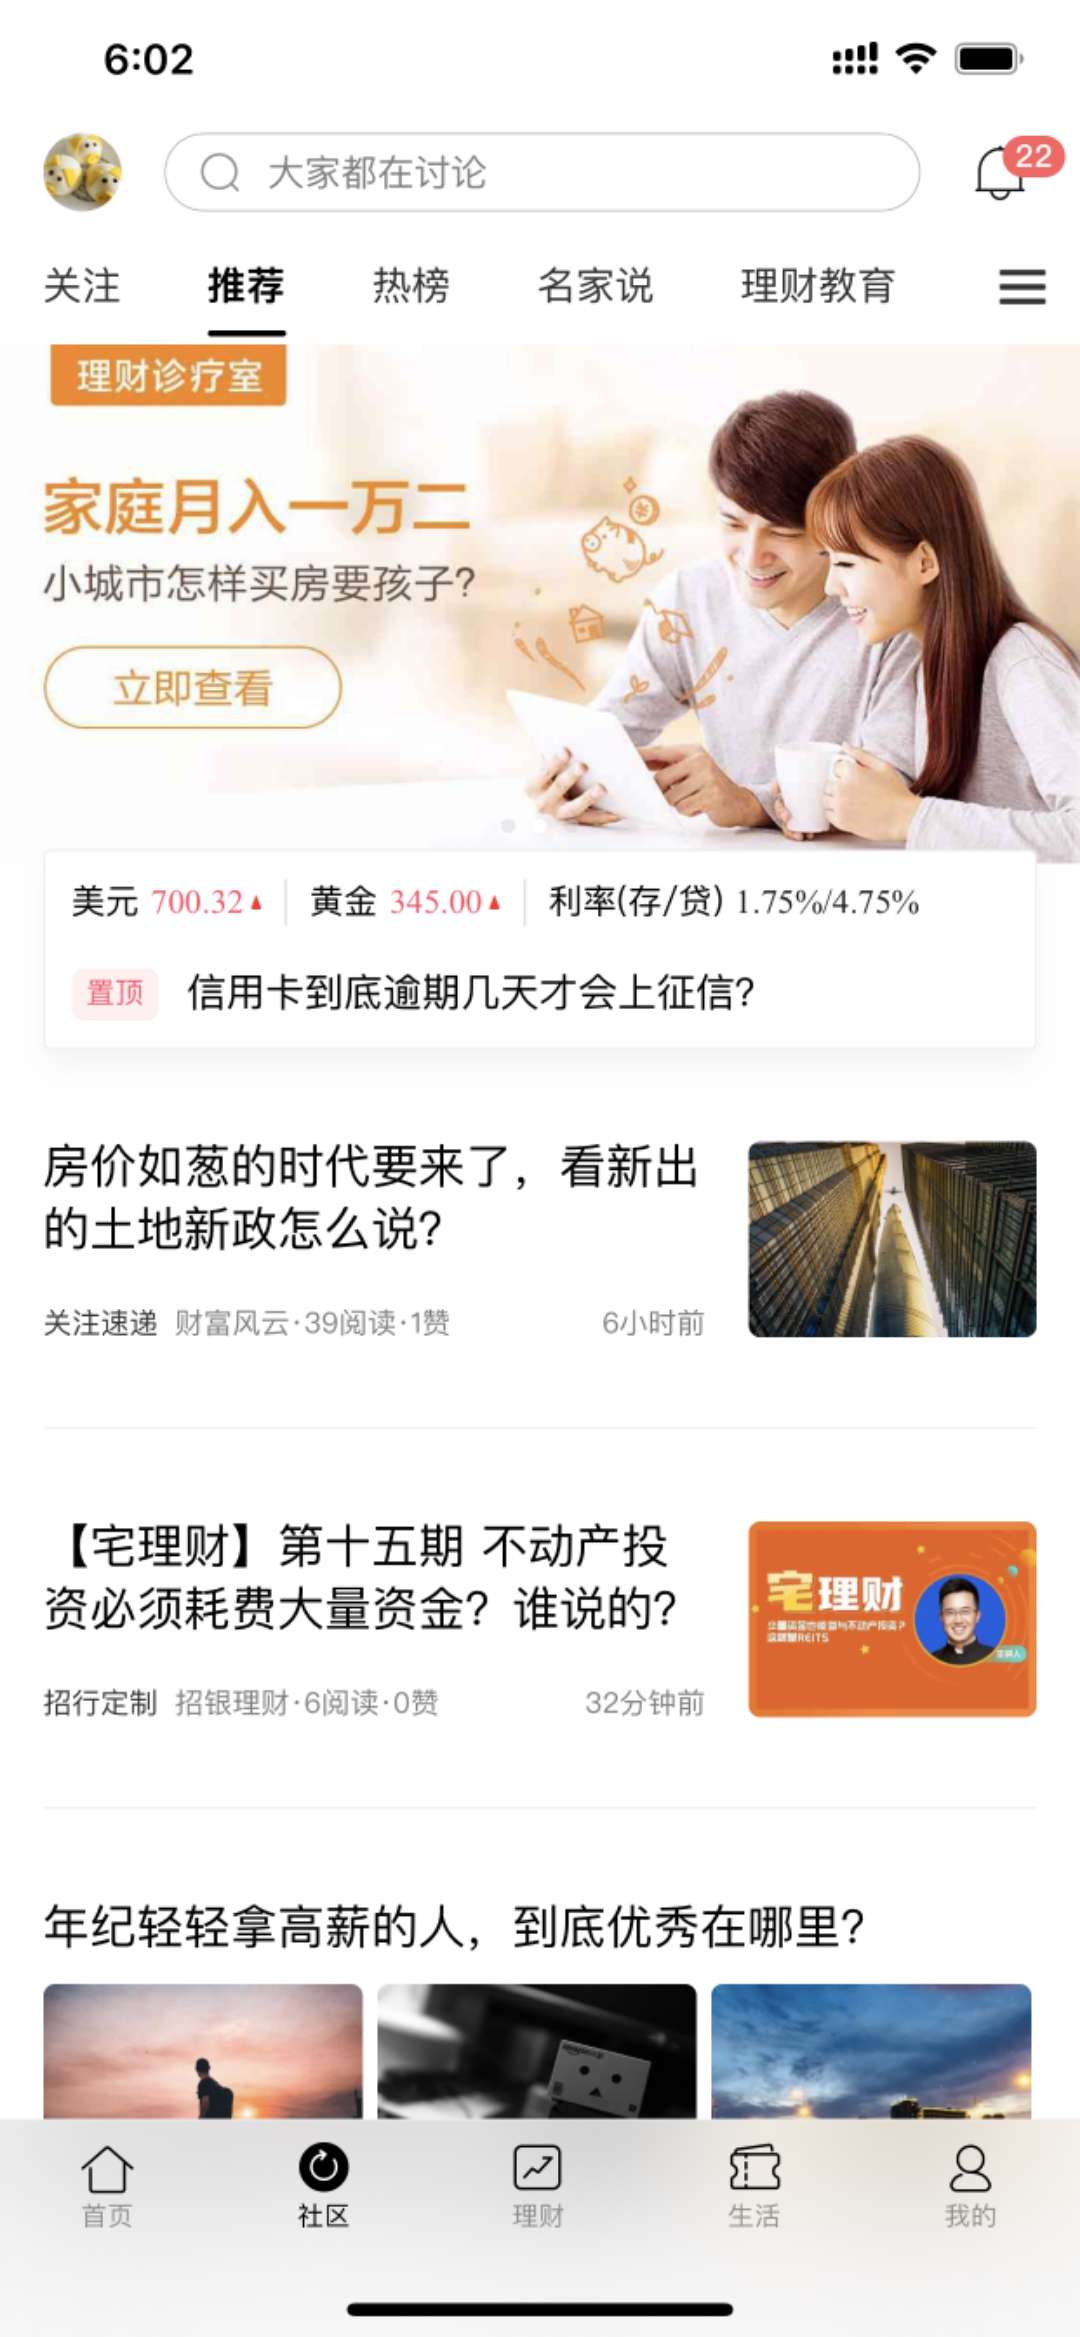 6:02
大家都在讨论
22
关注 推荐 热榜 名家说 理财教育
理财诊疗室
家庭月入一万二
小城市怎样买房要孩子?
立即查看
美元 700.32▲ 黄金 345.00▲ 利率(存/贷) 1.75%/4.75%
置顶 信用卡到底逾期几天才会上征信?
房价如葱的时代要来了，看新出
的土地新政怎么说?
关注速递 财富风云·39阅读·1赞 6小时前
【宅理财】第十五期 不动产投
资必须耗费大量资金? 谁说的?
宅理财
主讲人
招行定制 招银理财·6阅读·0赞 32分钟前
年纪轻轻拿高薪的人，到底优秀在哪里?
首页 社区 理财 生活 我的